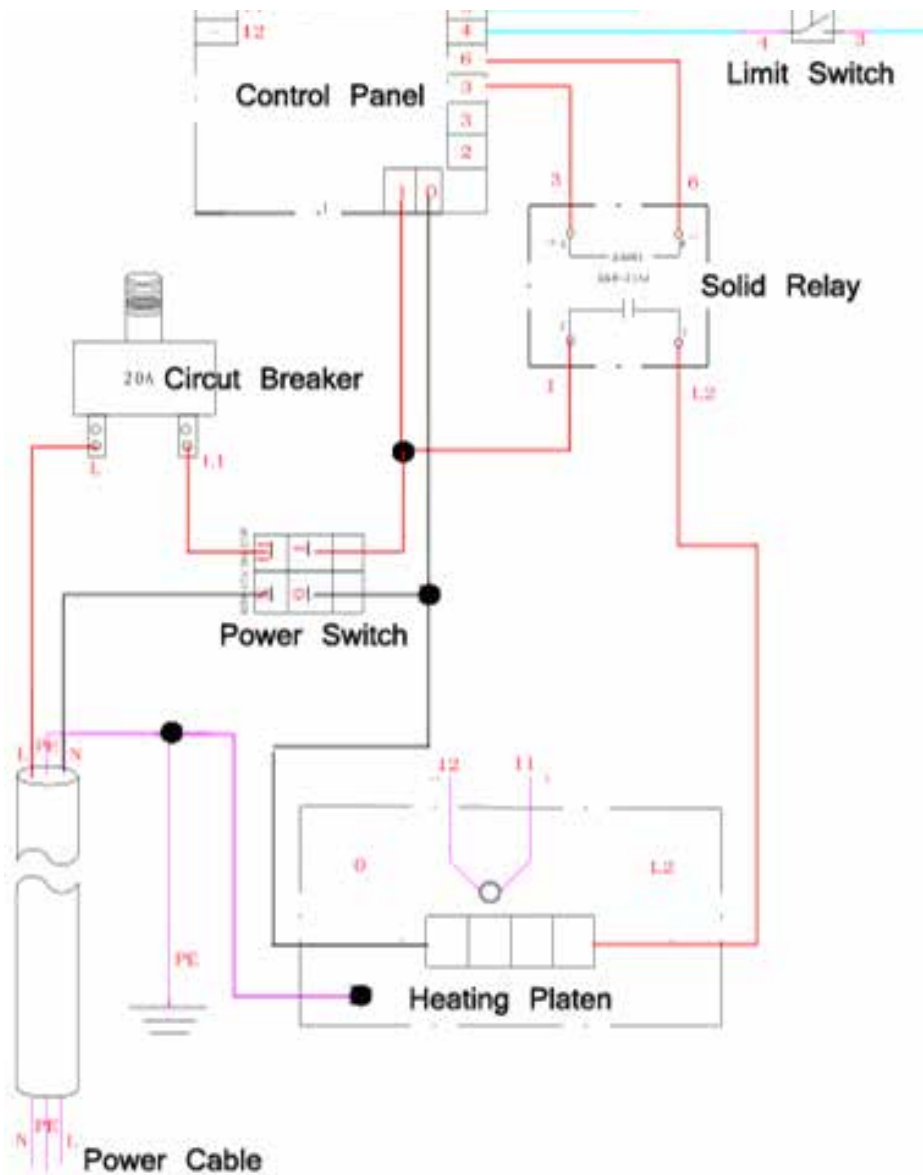 12
4
6
3
3
2
Control Panel
1 0
4 3
Limit Switch
3 6
Solid Relay
1 L2
20A
Circut Breaker
L L1
Power Switch
L PE N
12 11
0 L2
PE
Heating Platen
N PE L
Power Cable